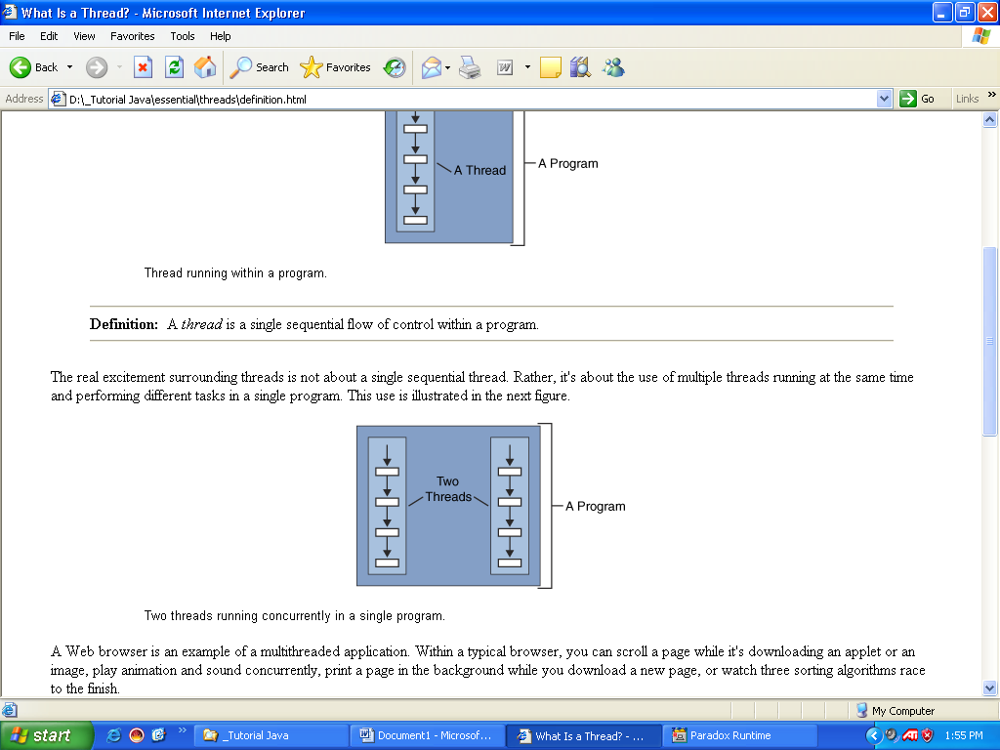 What Is a Thread? - Microsoft Internet Explorer
File Edit View Favorites Tools Help
Back Search Favorites
Address D:\_Tutorial Java\essential\threads\definition.html Go Links »
A Thread
A Program
Thread running within a program.
Definition: A thread is a single sequential flow of control within a program.
The real excitement surrounding threads is not about a single sequential thread. Rather, it's about the use of multiple threads running at the same time
and performing different tasks in a single program. This use is illustrated in the next figure.
Two
Threads
A Program
Two threads running concurrently in a single program.
A Web browser is an example of a multithreaded application. Within a typical browser, you can scroll a page while it's downloading an applet or an
image, play animation and sound concurrently, print a page in the background while you download a new page, or watch three sorting algorithms race
to the finish.
My Computer
start » _Tutorial Java Document1 - Microsof... What Is a Thread? - ... Paradox Runtime 1:55 PM